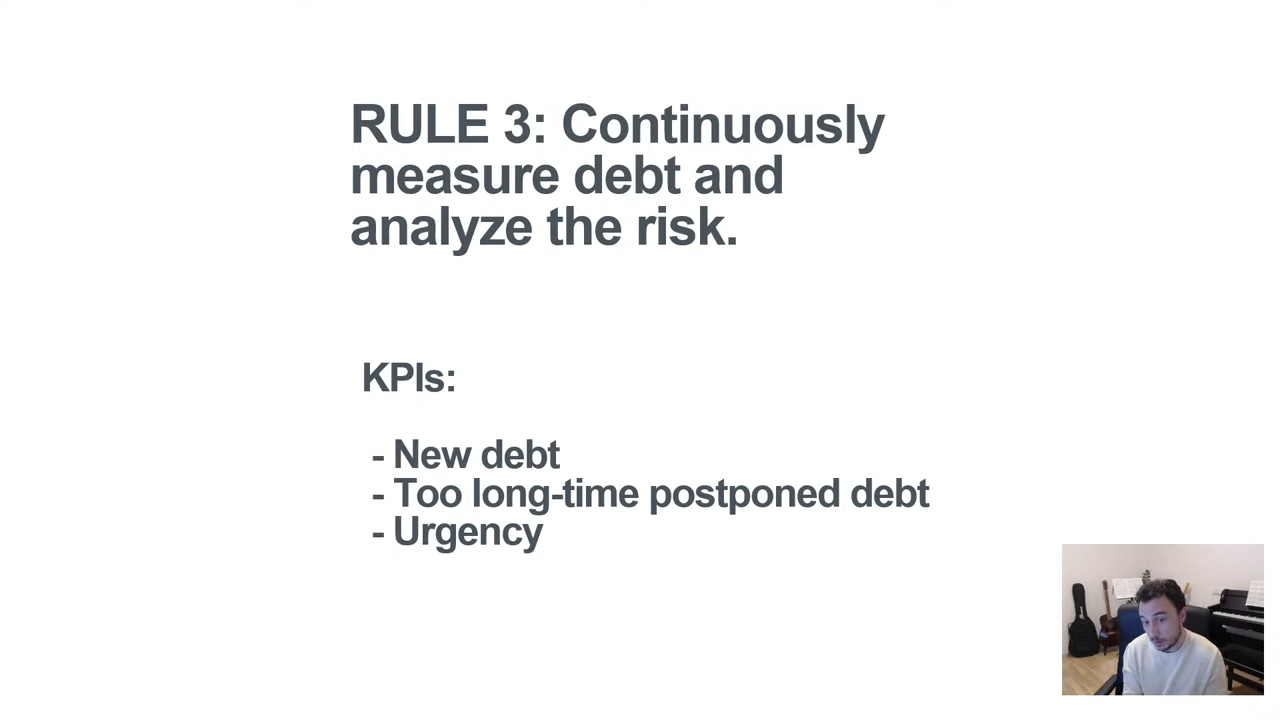 RULE 3: Continuously
measure debt and
analyze the risk.
KPIs:
- New debt
- Too long-time postponed debt
- Urgency